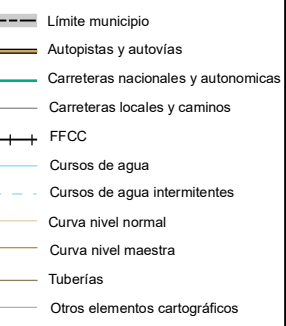 Límite municipio
Autopistas y autovías
Carreteras nacionales y autonomicas
Carreteras locales y caminos
FFCC
Cursos de agua
Cursos de agua intermitentes
Curva nivel normal
Curva nivel maestra
Tuberías
Otros elementos cartográficos